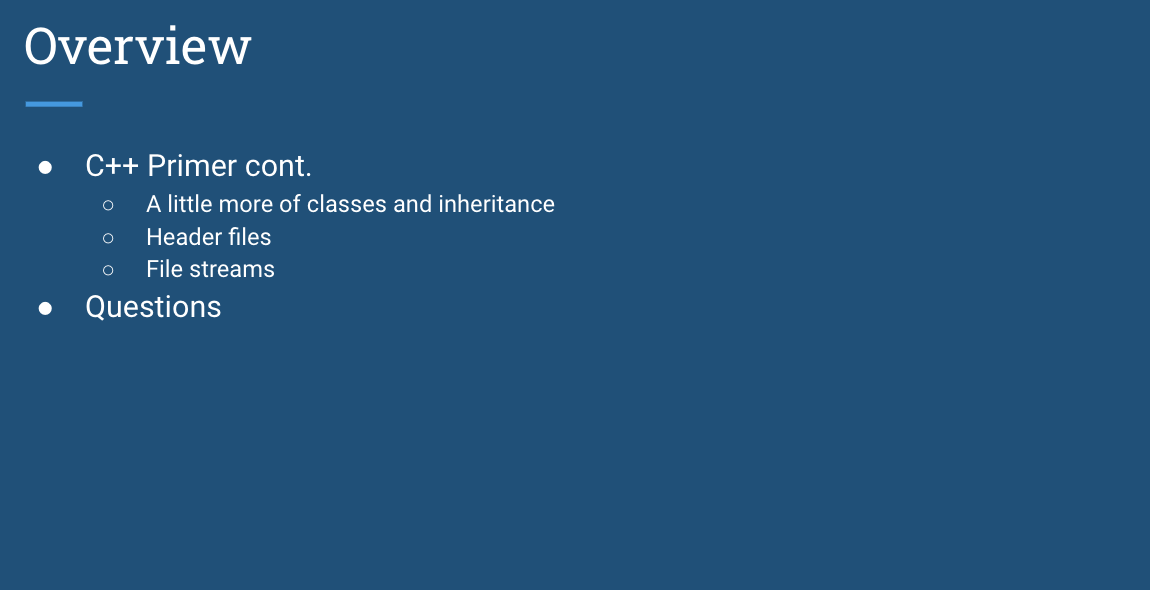 Overview
● C++ Primer cont.
○ A little more of classes and inheritance
○ Header files
○ File streams
● Questions